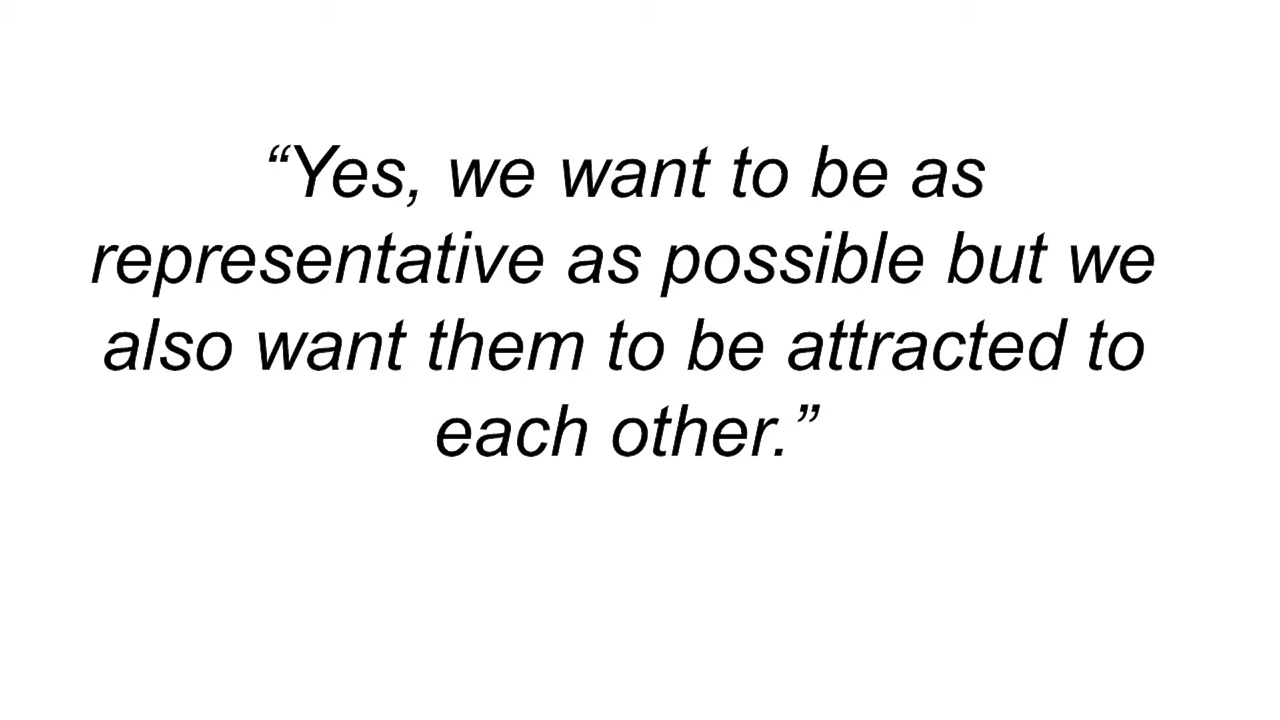 “Yes, we want to be as
representative as possible but we
also want them to be attracted to
each other.”